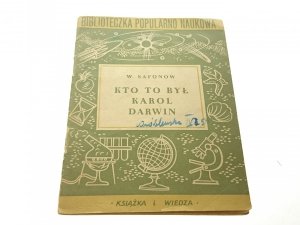 BIBLIOTECZKA POPULARNO NAUKOWA
W. SAFONOW
KTO TO BYŁ
KAROL
DARWIN
KSIĄŻKA I WIEDZA